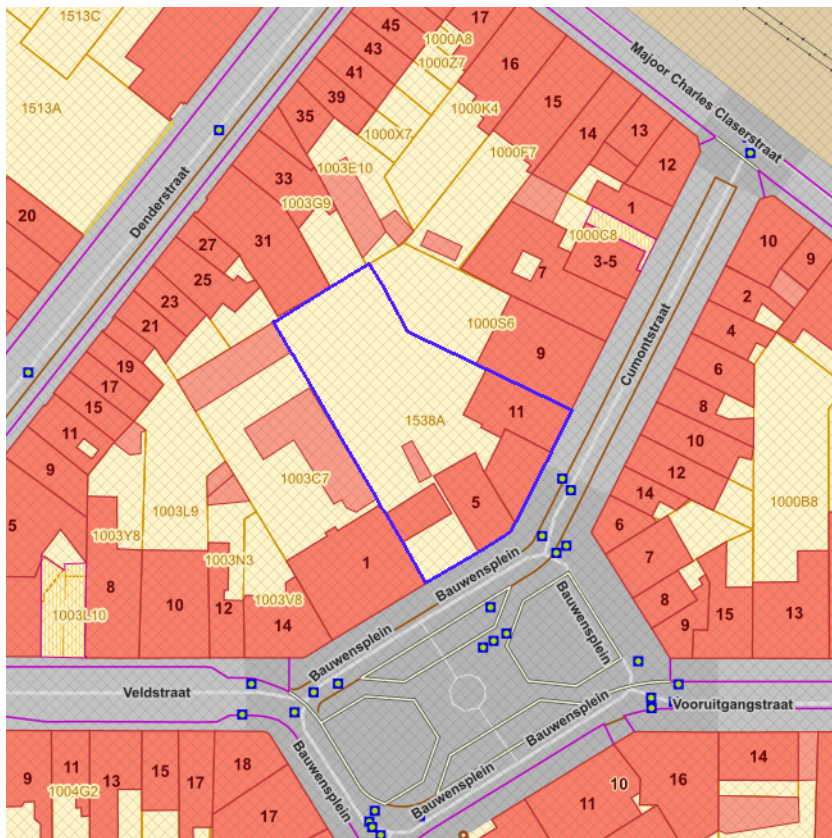 1513C
45
1000A8
17
43
1000Z7
16
Majoor Charles Claserstraat
41
1513A
39
1000K4
15
35
1000X7
14
13
1000F7
12
1003E10
33
1003G9
1
20
Denderstraat
1000C8
31
27
3-5
10
9
25
7
2
23
1000S6
4
21
9
Cumontstraat
19
6
17
11
8
15
1538A
11
10
9
1003C7
12
5
14
5
1000B8
1003L9
6
1003Y8
7
1003N3
1
Bauwensplein
8
1003L10
8
10
12
1003V8
14
Bauwensplein
9
15
13
Bauwensplein
Veldstraat
Bauwensplein
Vooruitgangstraat
Bauwensplein
9
11
13
15
17
18
Bauwensplein
14
1004G2
10
16
17
11